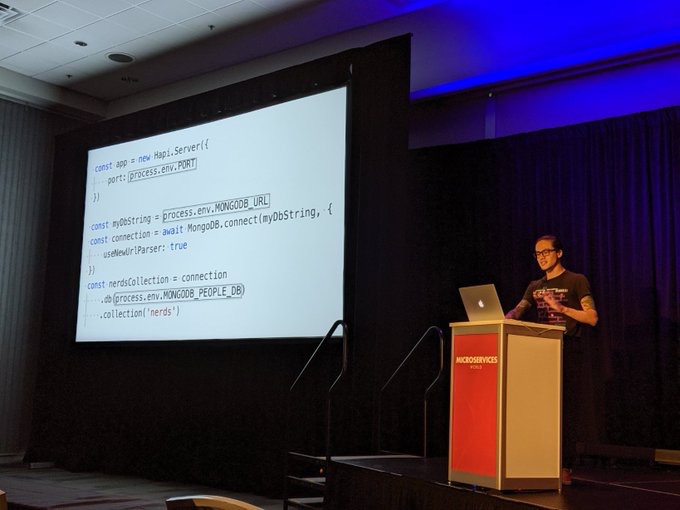 const app = new Hapi.Server({
port: process.env.PORT
})
const myDbString = process.env.MONGODB_URL
const connection = await MongoDB.connect(myDbString, {
useNewUrlParser: true
})
const nerdsCollection = connection
.db(process.env.MONGODB_PEOPLE_DB)
.collection('nerds')
MICROSERVICES
WORLD